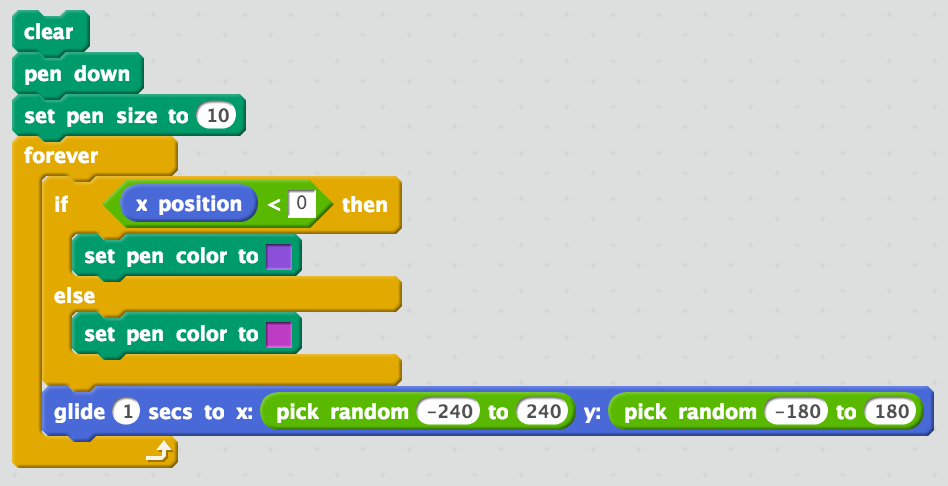 clear
pen down
set pen size to 10
forever
if x position < 0 then
set pen color to
else
set pen color to
glide 1 secs to x: pick random -240 to 240 y: pick random -180 to 180